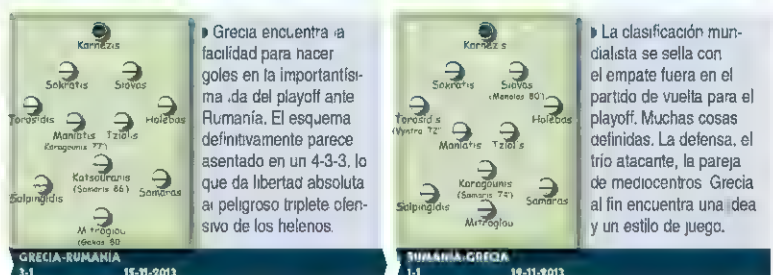 Karnezis
Sokratis Siovas
Torosidis Holebas
Maniatis Tziolis
Karagounis 77')
Katsouranis
(Samaris 66')
Salpingidis Samaras
Mitroglou
(Gekas 80
Grecia encuentra la
facilidad para hacer
goles en la importantísi-
ma ida del playoff ante
Rumanía. El esquema
definitivamente parece
asentado en un 4-3-3, lo
que da libertad absoluta
al peligroso triplete ofen-
sivo de los helenos.
GRECIA-RUMANIA
3-1 15-11-2013
Karnezis
Sokratis Siovas
(Manolas 80')
Torosidis Holebas
(Vyntra 72'
Maniatis Tziolis
Karagounis
(Samaris 74')
Salpingidis Samaras
Mitroglou
La clasificación mun-
dialista se sella con
el empate fuera en el
partido de vuelta para el
playoff. Muchas cosas
definidas. La defensa, el
trío atacante, la pareja
de mediocentros Grecia
al fin encuentra una idea
y un estilo de juego.
RUMANIA-GRECIA
1-1 19-11-2013